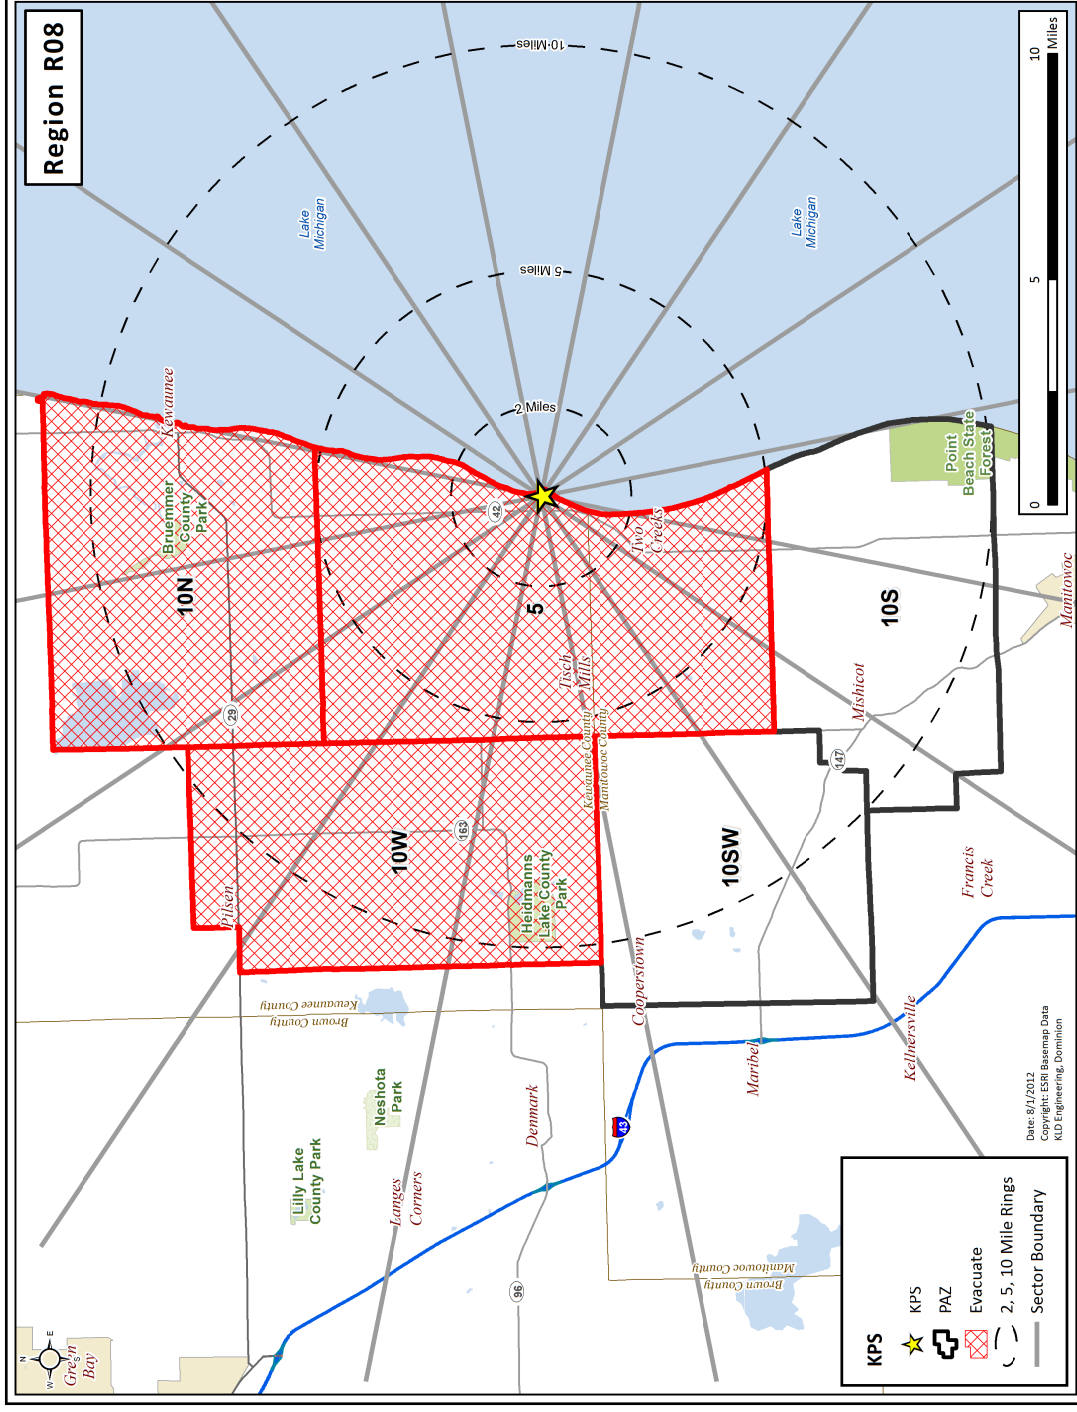 Region R08
10 Miles
5 Miles
2 Miles
Lake
Michigan
Lake
Michigan
0
5
10
Miles
Kewaunee
Bruemmer
County
Park
10N
29
42
5
Two
Creeks
Tisch
Mills
Kewaunee County
Manitowoc County
Point
Beach State
Forest
10S
Mishicot
Manitowoc
147
Pilsen
10W
163
Heidmanns
Lake County
Park
10SW
Francis
Creek
Cooperstown
Kewaunee County
Brown County
Maribel
Kellnersville
Neshota
Park
Lilly Lake
County Park
Denmark
Langes
Corners
43
96
Manitowoc County
Brown County
Green
Bay
N
E
S
W
Date: 8/1/2012
Copyright: ESRI Basemap Data
KLD Engineering, Dominion
KPS
KPS
PAZ
Evacuate
2, 5, 10 Mile Rings
Sector Boundary